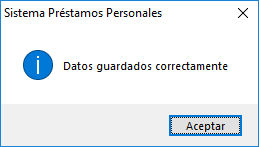 Sistema Préstamos Personales
Datos guardados correctamente
Aceptar